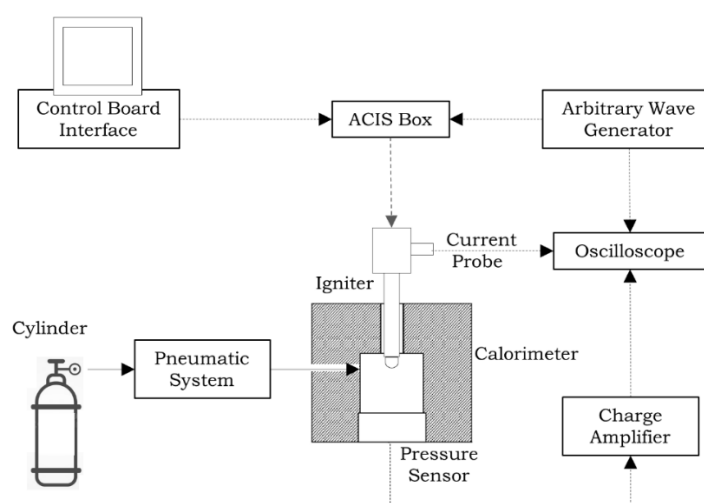 Control Board
Interface
ACIS Box
Arbitrary Wave
Generator
Current
Probe
Oscilloscope
Igniter
Cylinder
Pneumatic
System
Calorimeter
Charge
Amplifier
Pressure
Sensor